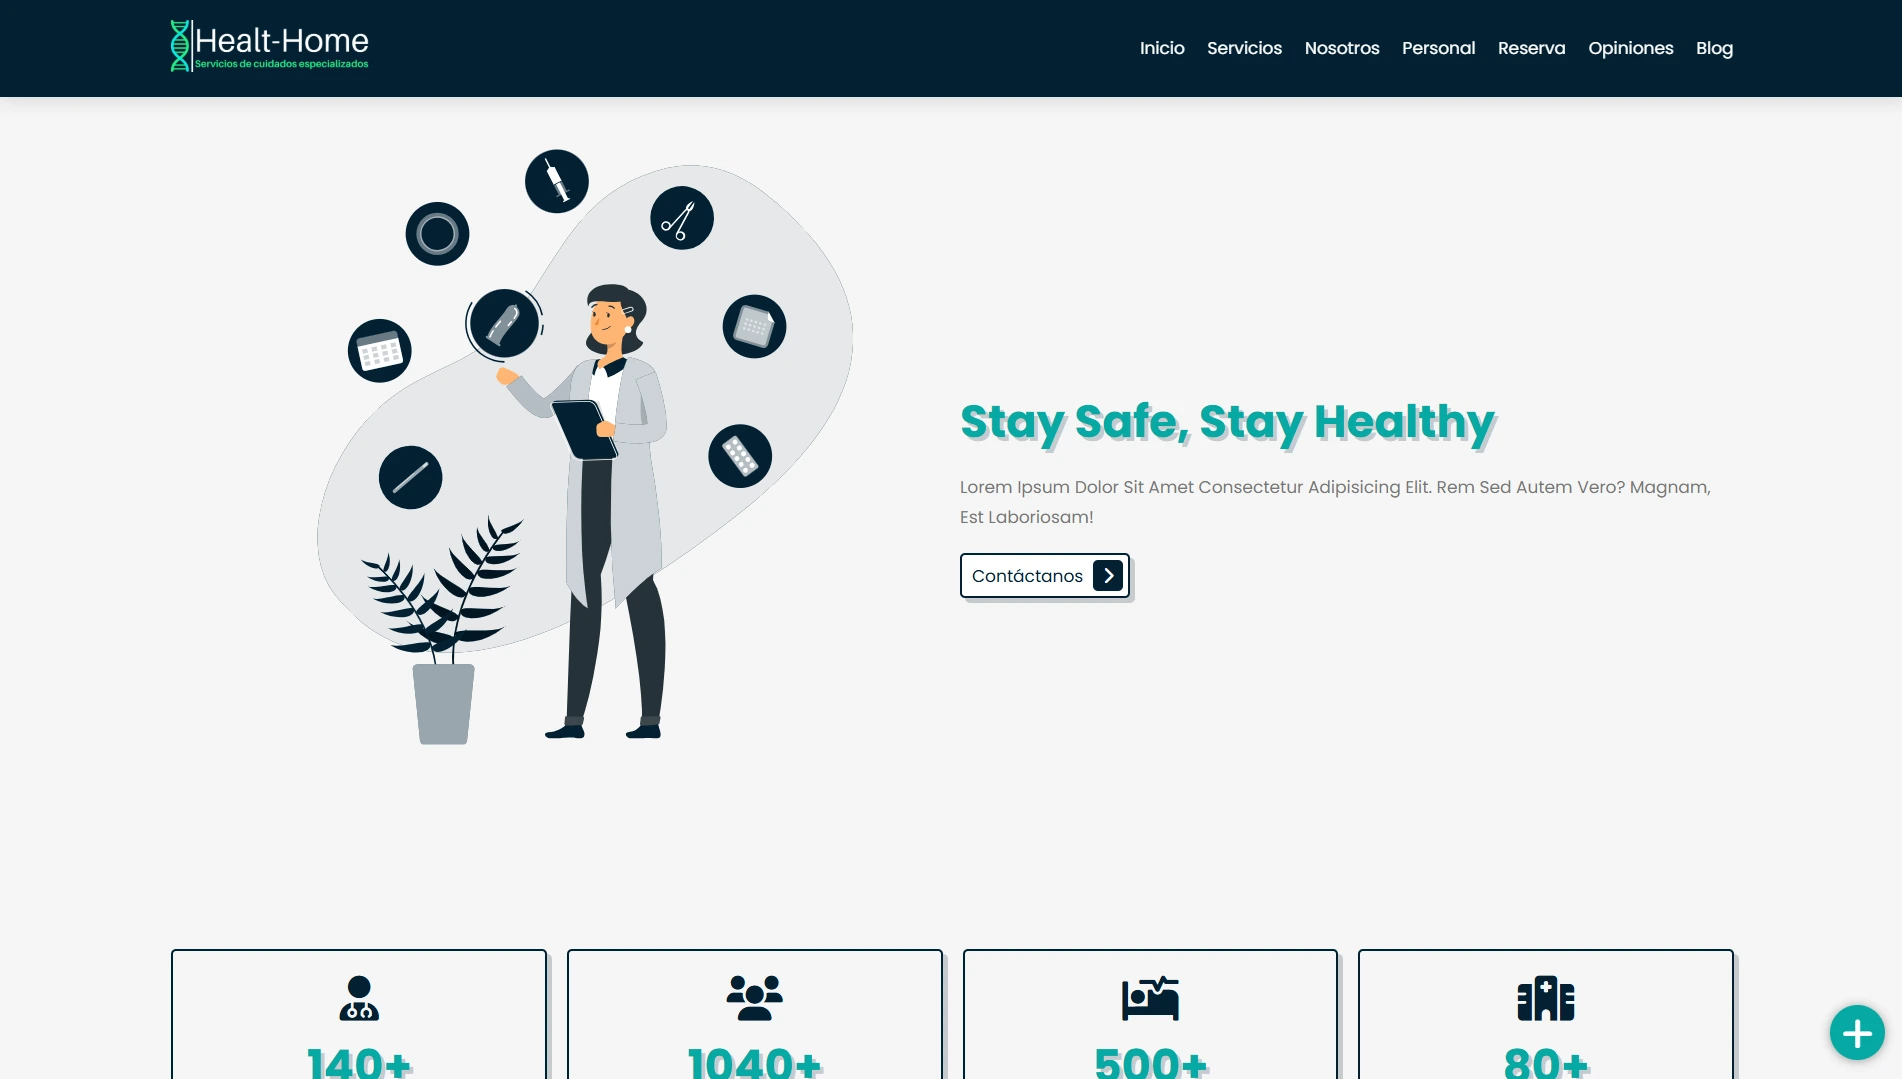 Healt-Home
Servicios de cuidados especializados
Inicio Servicios Nosotros Personal Reserva Opiniones Blog
Stay Safe, Stay Healthy
Lorem Ipsum Dolor Sit Amet Consectetur Adipisicing Elit. Rem Sed Autem Vero? Magnam,
Est Laboriosam!
Contáctanos
140+ 1040+ 500+ 80+